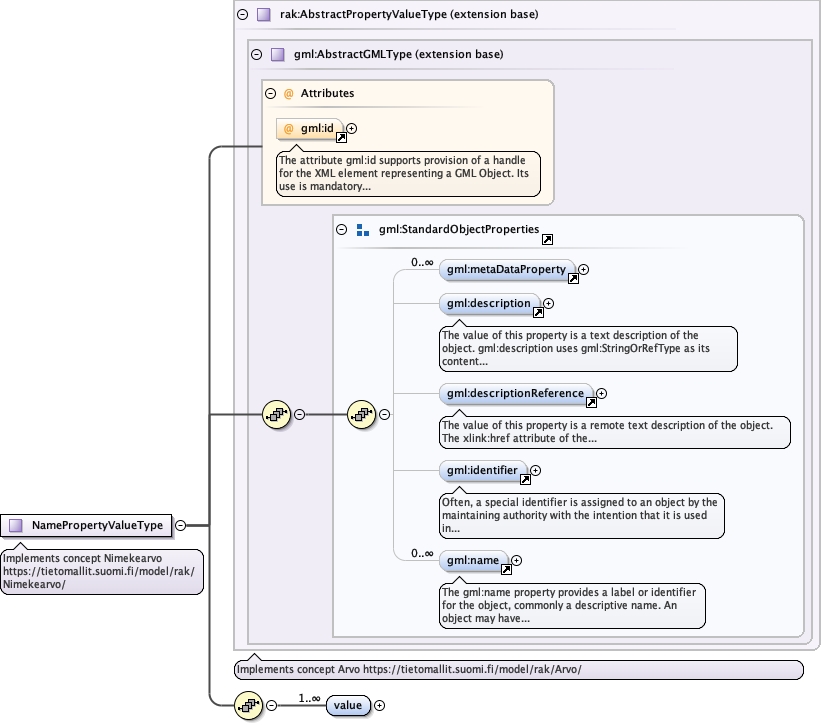 rak:AbstractPropertyValueType (extension base)
gml:AbstractGMLType (extension base)
@ Attributes
@ gml:id
The attribute gml:id supports provision of a handle
for the XML element representing a GML Object. Its
use is mandatory...
gml:StandardObjectProperties
0..∞
gml:metaDataProperty
gml:description
The value of this property is a text description of the
object. gml:description uses gml:StringOrRefType as its
content...
gml:descriptionReference
The value of this property is a remote text description of the object.
The xlink:href attribute of the...
gml:identifier
Often, a special identifier is assigned to an object by the
maintaining authority with the intention that it is used
in...
0..∞
gml:name
The gml:name property provides a label or identifier
for the object, commonly a descriptive name. An
object may have...
NamePropertyValueType
Implements concept Nimekearvo
https://tietomallit.suomi.fi/model/rak/
Nimekearvo/
Implements concept Arvo https://tietomallit.suomi.fi/model/rak/Arvo/
1..∞
value